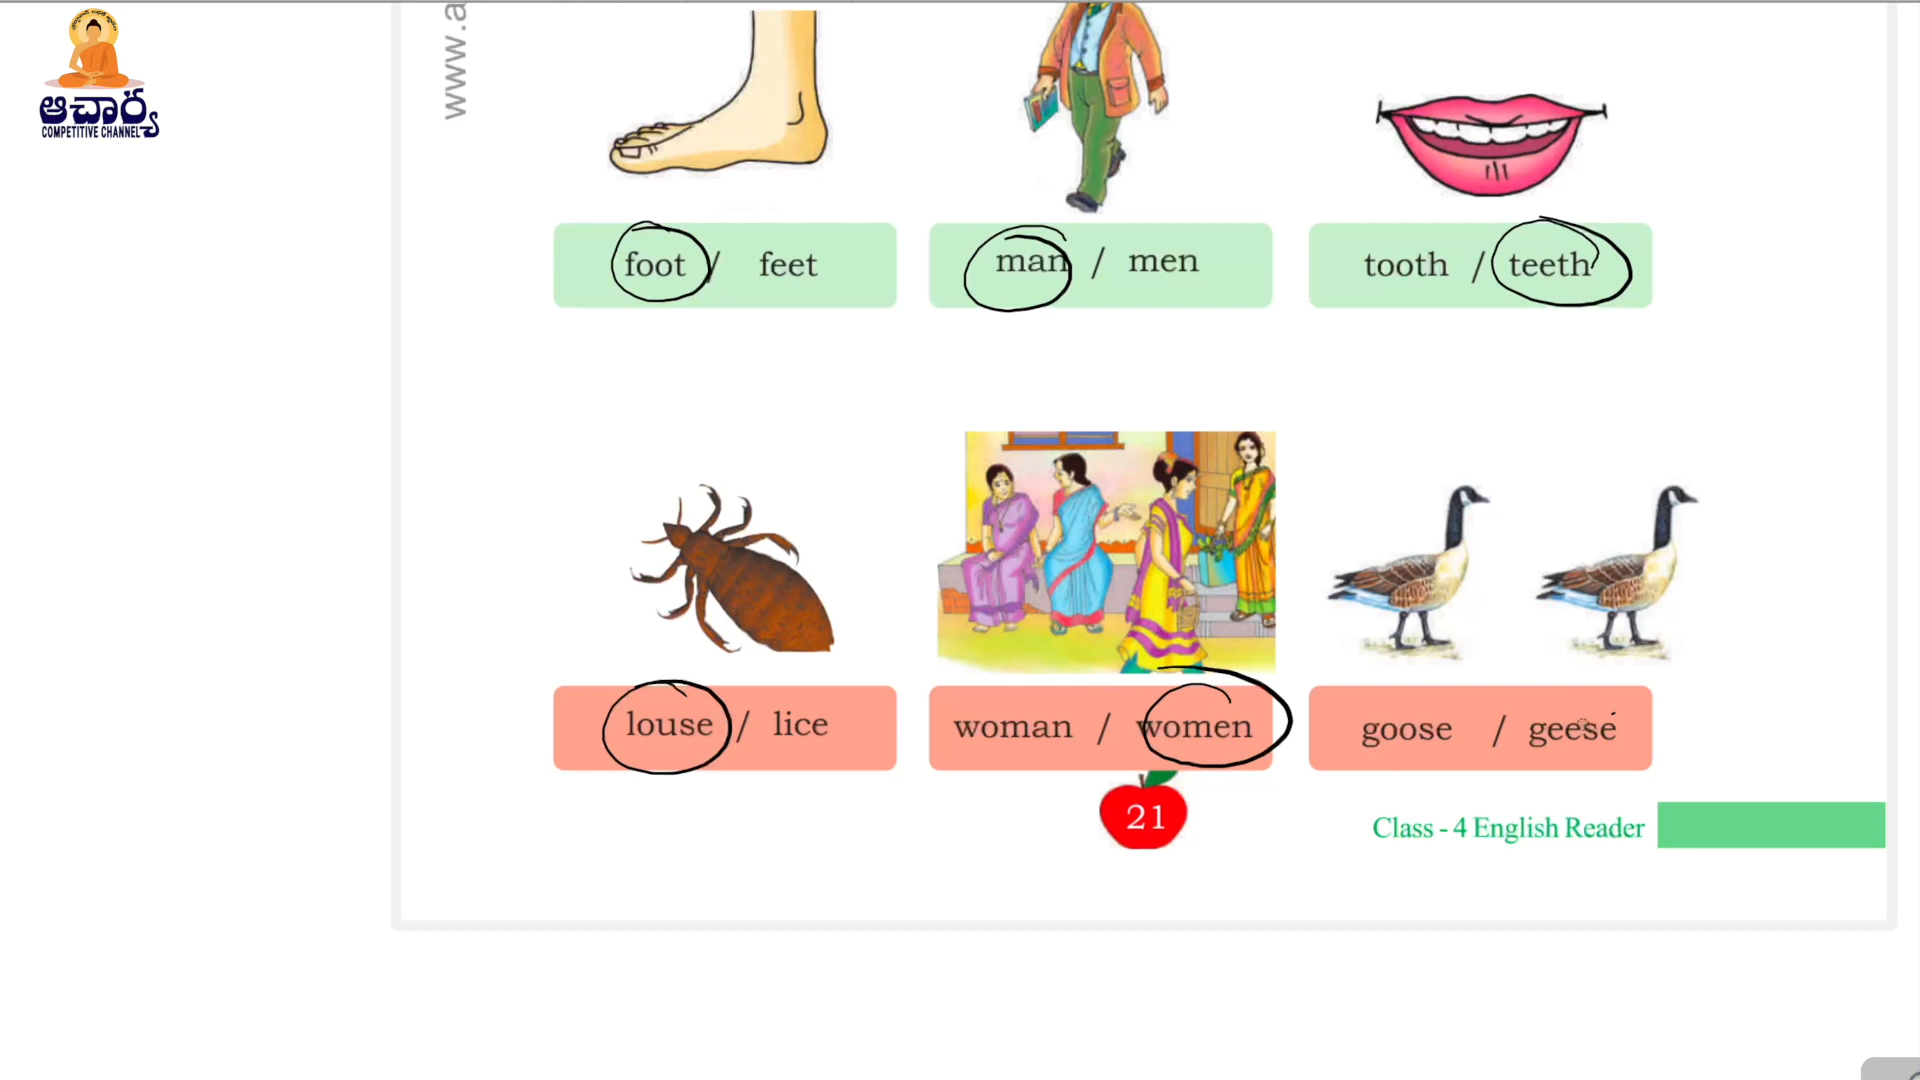 ఆచార్య
COMPETITIVE CHANNEL
www.a
foot / feet
man / men
tooth / teeth
louse / lice
woman / women
goose / geese
21
Class - 4 English Reader